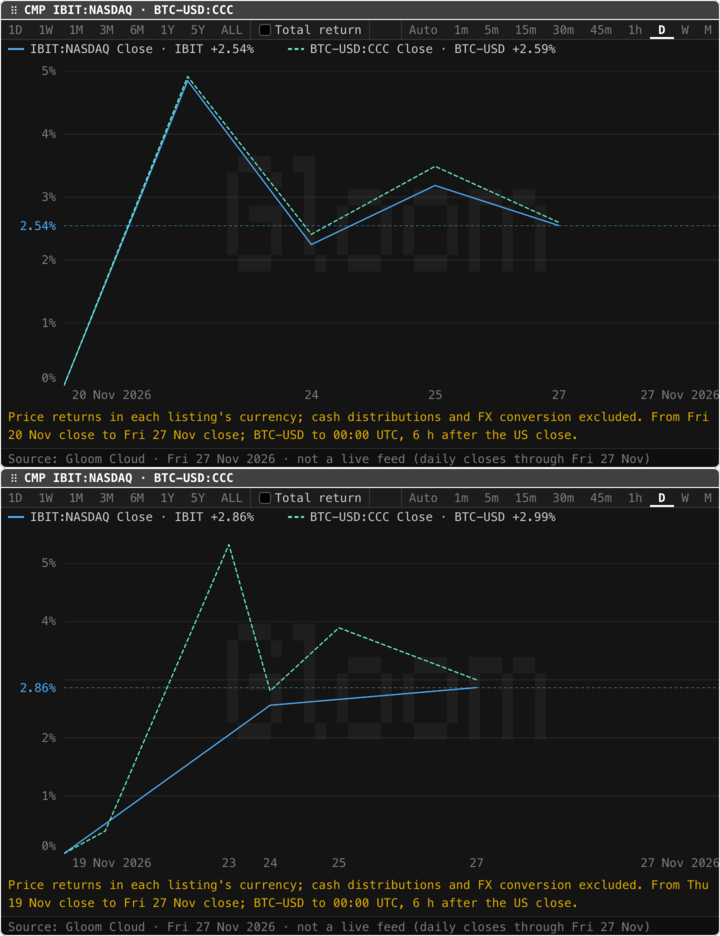 ⠿ CMP IBIT:NASDAQ · BTC-USD:CCC
1D 1W 1M 3M 6M 1Y 5Y ALL Total return Auto 1m 5m 15m 30m 45m 1h D W M
IBIT:NASDAQ Close · IBIT +2.54% BTC-USD:CCC Close · BTC-USD +2.59%
5%
4%
3%
2.54%
2%
1%
0%
Gloom
20 Nov 2026 24 25 27 27 Nov 2026
Price returns in each listing's currency; cash distributions and FX conversion excluded. From Fri
20 Nov close to Fri 27 Nov close; BTC-USD to 00:00 UTC, 6 h after the US close.
Source: Gloom Cloud · Fri 27 Nov 2026 · not a live feed (daily closes through Fri 27 Nov)
⠿ CMP IBIT:NASDAQ · BTC-USD:CCC
1D 1W 1M 3M 6M 1Y 5Y ALL Total return Auto 1m 5m 15m 30m 45m 1h D W M
IBIT:NASDAQ Close · IBIT +2.86% BTC-USD:CCC Close · BTC-USD +2.99%
5%
4%
2.86%
2%
1%
0%
Gloom
19 Nov 2026 23 24 25 27 27 Nov 2026
Price returns in each listing's currency; cash distributions and FX conversion excluded. From Thu
19 Nov close to Fri 27 Nov close; BTC-USD to 00:00 UTC, 6 h after the US close.
Source: Gloom Cloud · Fri 27 Nov 2026 · not a live feed (daily closes through Fri 27 Nov)